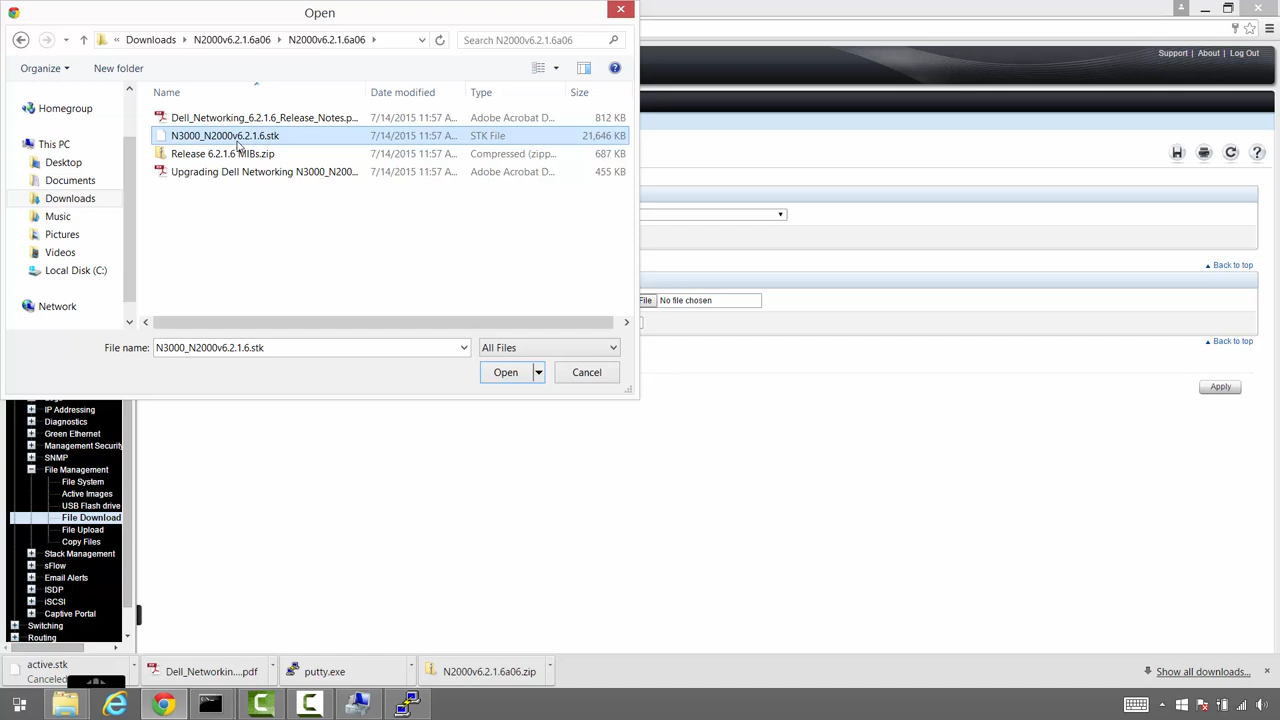 Open
Downloads
N2000v6.2.1.6a06
N2000v6.2.1.6a06
Search N2000v6.2.1.6a06
Support | About | Log Out
Organize
New folder
Name
Date modified
Type
Size
Homegroup
This PC
Desktop
Documents
Downloads
Music
Pictures
Videos
Local Disk (C:)
Network
Dell_Networking_6.2.1.6_Release_Notes.p... 7/14/2015 11:57 A... Adobe Acrobat D... 812 KB
N3000_N2000v6.2.1.6.stk 7/14/2015 11:57 A... STK File 21,646 KB
Release 6.2.1.6 MIBs.zip 7/14/2015 11:57 A... Compressed (zipp... 687 KB
Upgrading Dell Networking N3000_N200... 7/14/2015 11:57 A... Adobe Acrobat D... 455 KB
File name: N3000_N2000v6.2.1.6.stk
All Files
Open
Cancel
Back to top
File No file chosen
Back to top
Apply
IP Addressing
Diagnostics
Green Ethernet
Management Security
SNMP
File Management
File System
Active Images
USB Flash drive
File Download
File Upload
Copy Files
Stack Management
sFlow
Email Alerts
ISDP
iSCSI
Captive Portal
Switching
Routing
active.stk
Canceled
Dell_Networkin....pdf
putty.exe
N2000v6.2.1.6a06.zip
Show all downloads...